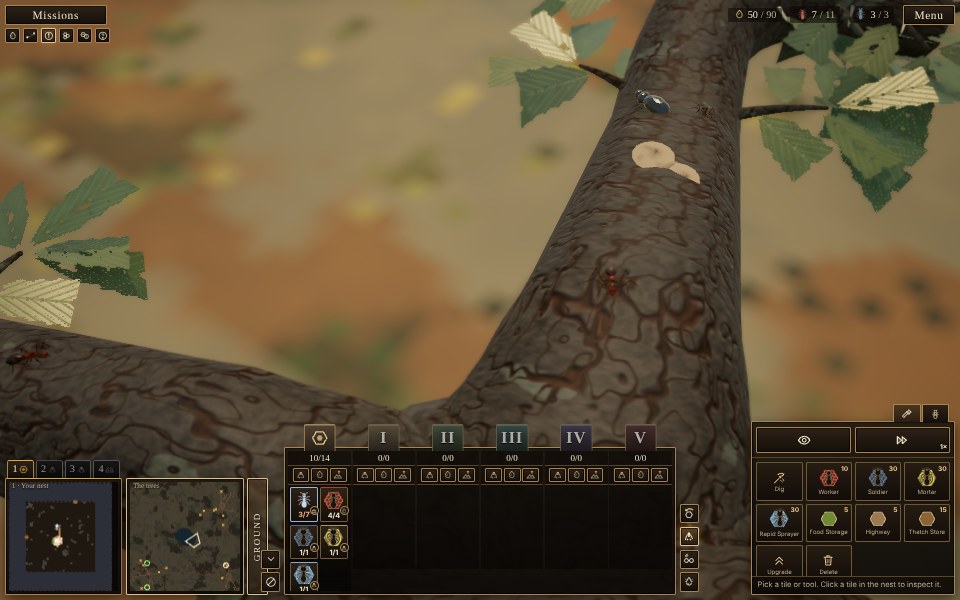 Missions
50 / 90
7 / 11
3 / 3
Menu
1
2
3
4
1 - Your nest
The trees
GROUND
I
II
III
IV
V
10/14
0/0
0/0
0/0
0/0
0/0
3/7
4/4
1/1
1/1
1/1
1×
Dig
10
Worker
30
Soldier
30
Mortar
30
Rapid Sprayer
5
Food Storage
5
Highway
15
Thatch Store
Upgrade
Delete
Pick a tile or tool. Click a tile in the nest to inspect it.